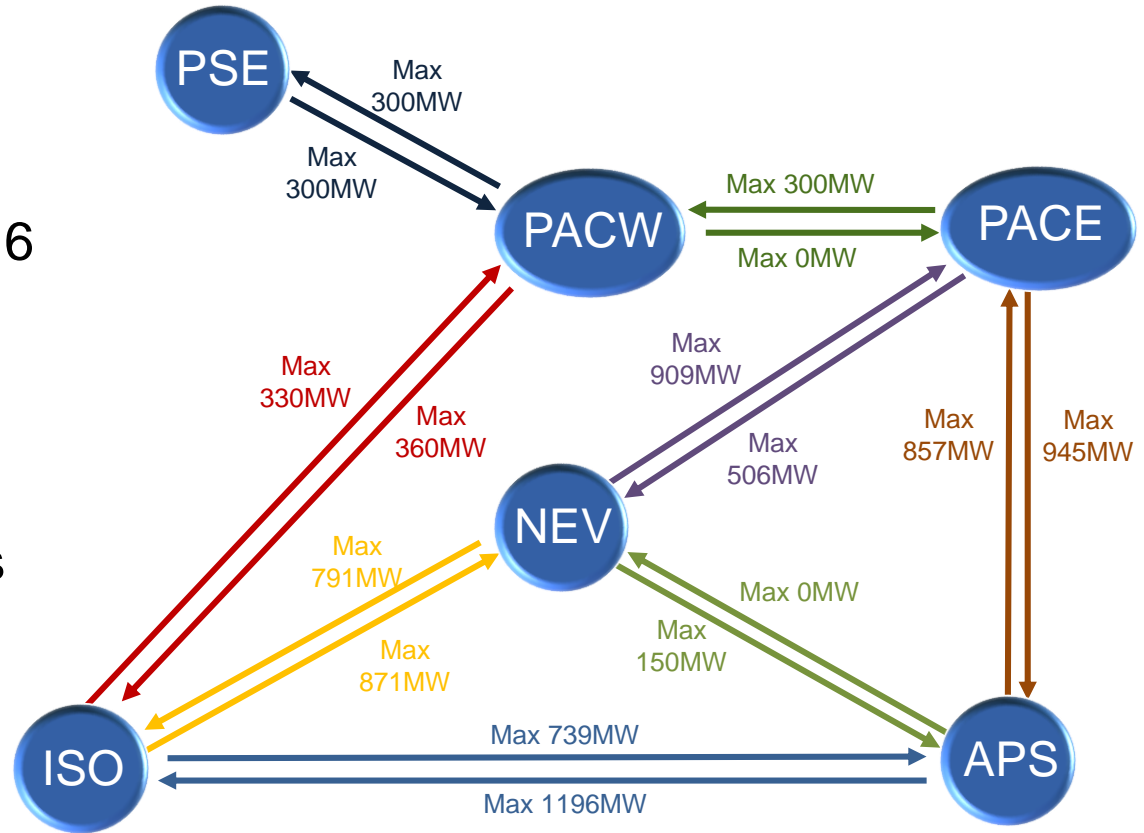 PSE
Max
300MW
Max
300MW
PACW
Max 300MW
Max 0MW
PACE
6
Max
330MW
Max
360MW
Max
909MW
Max
506MW
Max
857MW
Max
945MW
NEV
s
Max
791MW
Max
871MW
Max 0MW
Max
150MW
ISO
Max 739MW
Max 1196MW
APS